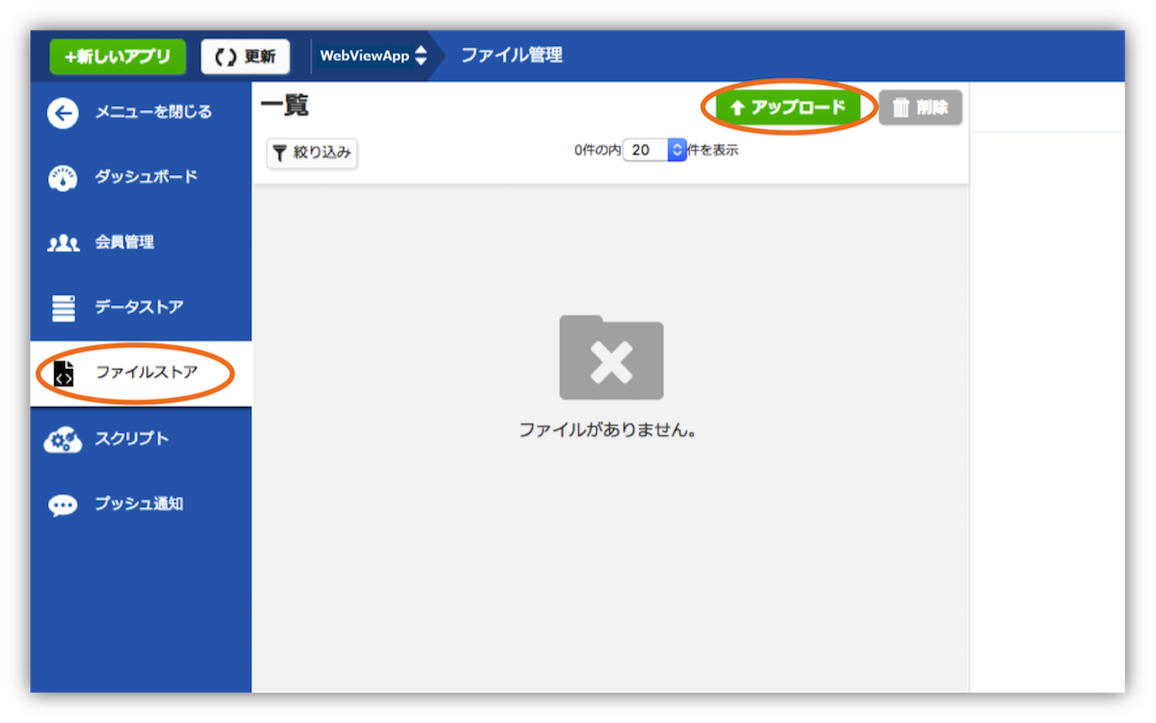 +新しいアプリ
更新
WebViewApp
ファイル管理
メニューを閉じる
ダッシュボード
会員管理
データストア
ファイルストア
スクリプト
プッシュ通知
一覧
アップロード
削除
絞り込み
0件の内 20 件を表示
ファイルがありません。